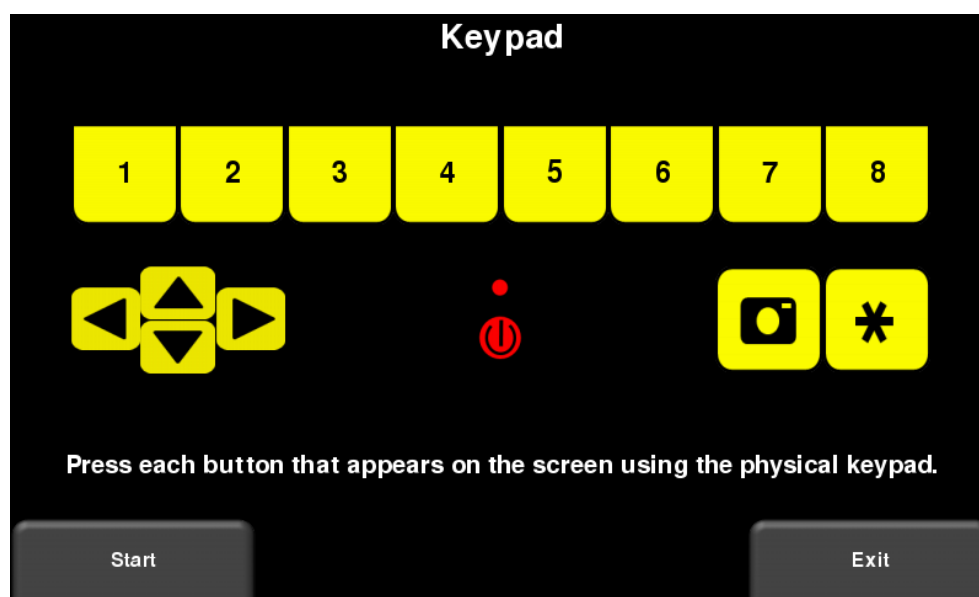 Keypad
1 2 3 4 5 6 7 8
*
Press each button that appears on the screen using the physical keypad.
Start Exit